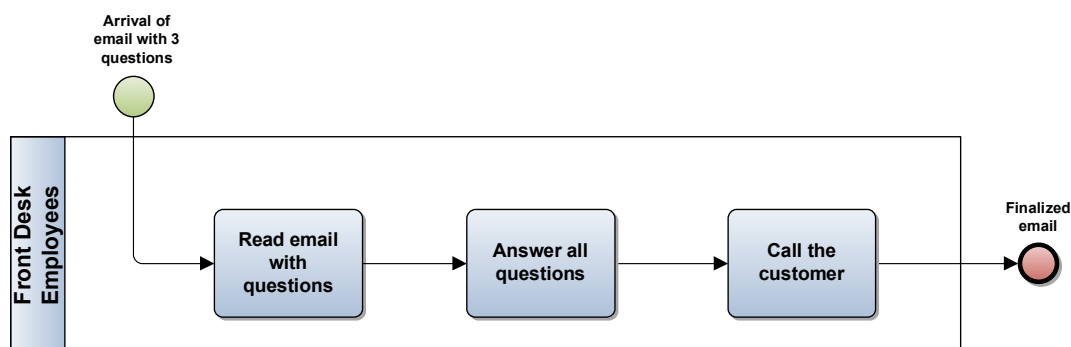 Arrival of
email with 3
questions
Front Desk
Employees
Read email
with
questions
Answer all
questions
Call the
customer
Finalized
email